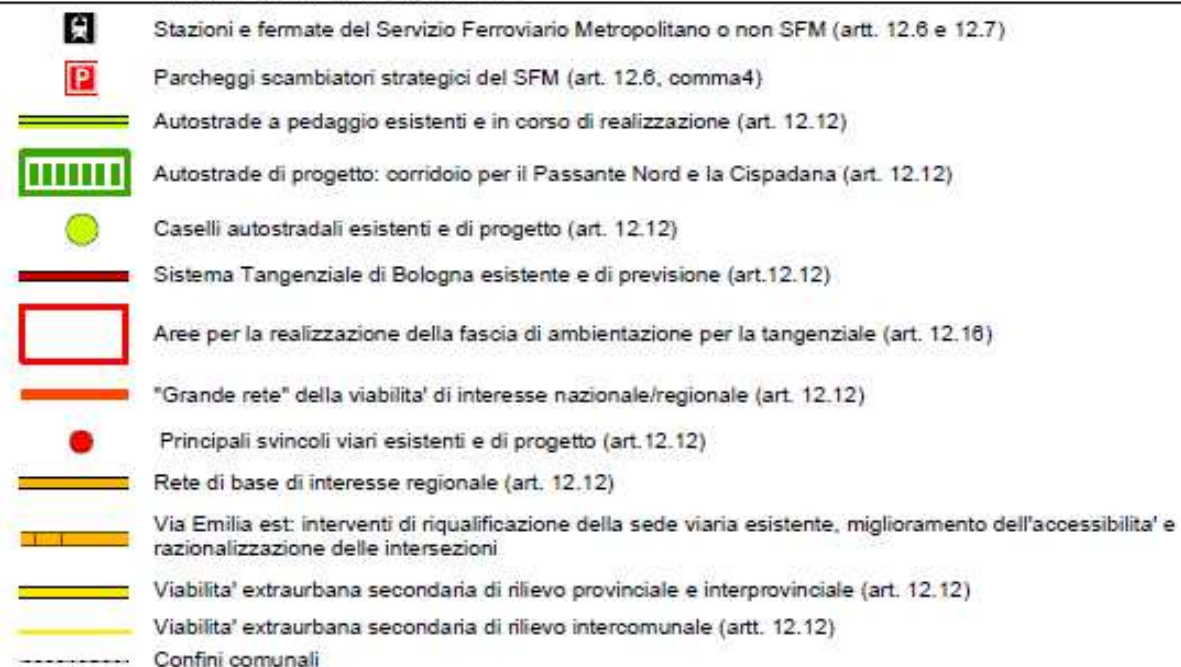 Stazioni e fermate del Servizio Ferroviario Metropolitano o non SFM (artt. 12.6 e 12.7)
P Parcheggi scambiatori strategici del SFM (art. 12.6, comma4)
Autostrade a pedaggio esistenti e in corso di realizzazione (art. 12.12)
Autostrade di progetto: corridoio per il Passante Nord e la Cispadana (art. 12.12)
Caselli autostradali esistenti e di progetto (art. 12.12)
Sistema Tangenziale di Bologna esistente e di previsione (art.12.12)
Aree per la realizzazione della fascia di ambientazione per la tangenziale (art. 12.16)
"Grande rete" della viabilita' di interesse nazionale/regionale (art. 12.12)
Principali svincoli viari esistenti e di progetto (art.12.12)
Rete di base di interesse regionale (art. 12.12)
Via Emilia est: interventi di riqualificazione della sede viaria esistente, miglioramento dell'accessibilita' e
razionalizzazione delle intersezioni
Viabilita' extraurbana secondaria di rilievo provinciale e interprovinciale (art. 12.12)
Viabilita' extraurbana secondaria di rilievo intercomunale (artt. 12.12)
Confini comunali